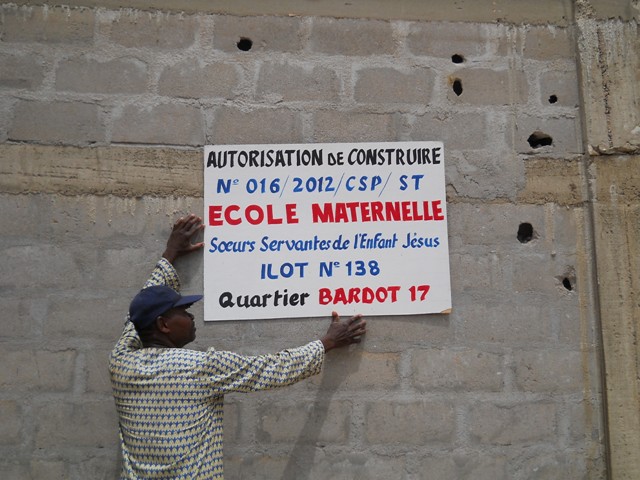 AUTORISATION DE CONSTRUIRE
N° 016/2012/CSP/ST
ECOLE MATERNELLE
Sœurs Servantes de l'Enfant Jésus
ILOT N° 138
Quartier BARDOT 17